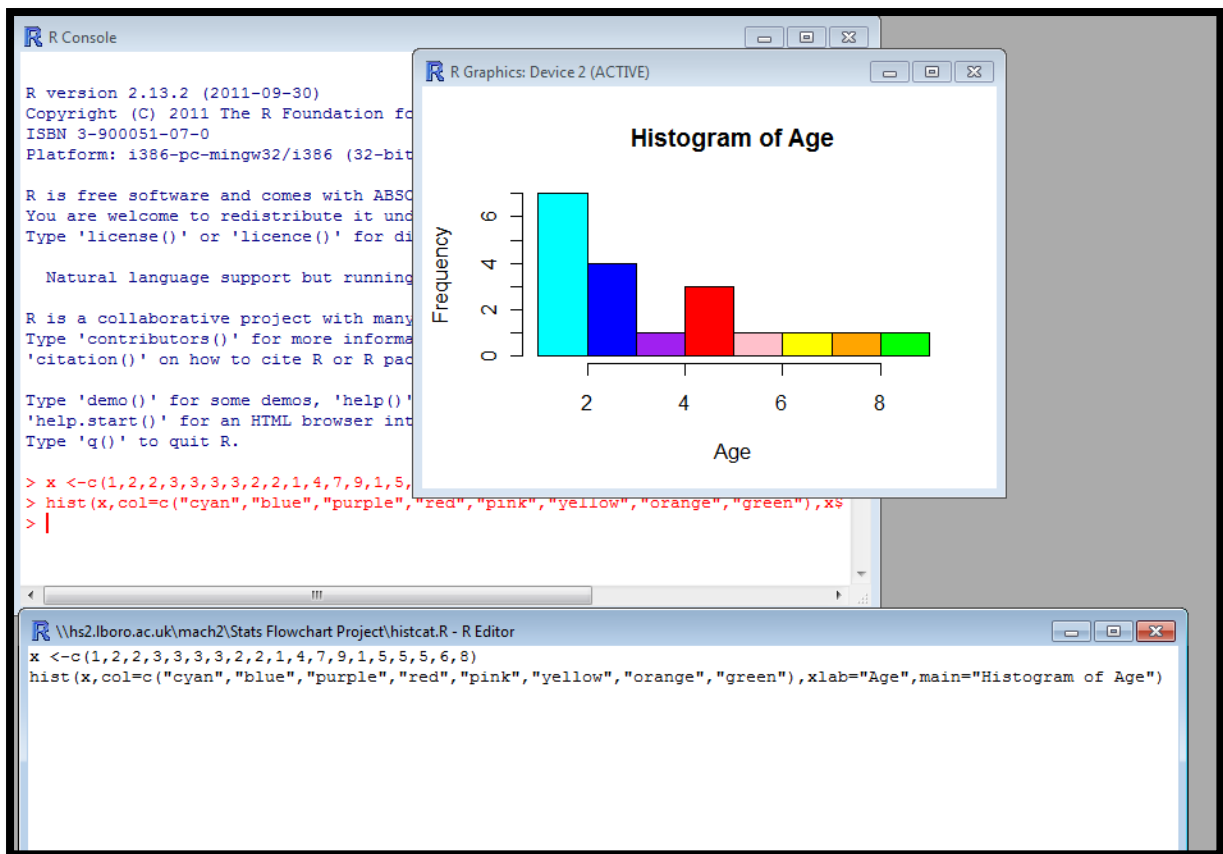 R Console
R version 2.13.2 (2011-09-30)
Copyright (C) 2011 The R Foundation fo
ISBN 3-900051-07-0
Platform: i386-pc-mingw32/i386 (32-bit
R is free software and comes with ABSO
You are welcome to redistribute it und
Type 'license()' or 'licence()' for di
Natural language support but running
R is a collaborative project with many
Type 'contributors()' for more informa
'citation()' on how to cite R or R pac
Type 'demo()' for some demos, 'help()'
'help.start()' for an HTML browser int
Type 'q()' to quit R.
> x <-c(1,2,2,3,3,3,3,2,2,1,4,7,9,1,5,
> hist(x,col=c("cyan","blue","purple","red","pink","yellow","orange","green"),x$
>
R Graphics: Device 2 (ACTIVE)
Histogram of Age
Frequency
6
4
2
0
2 4 6 8
Age
\\hs2.lboro.ac.uk\mach2\Stats Flowchart Project\histcat.R - R Editor
x <-c(1,2,2,3,3,3,3,2,2,1,4,7,9,1,5,5,5,6,8)
hist(x,col=c("cyan","blue","purple","red","pink","yellow","orange","green"),xlab="Age",main="Histogram of Age")